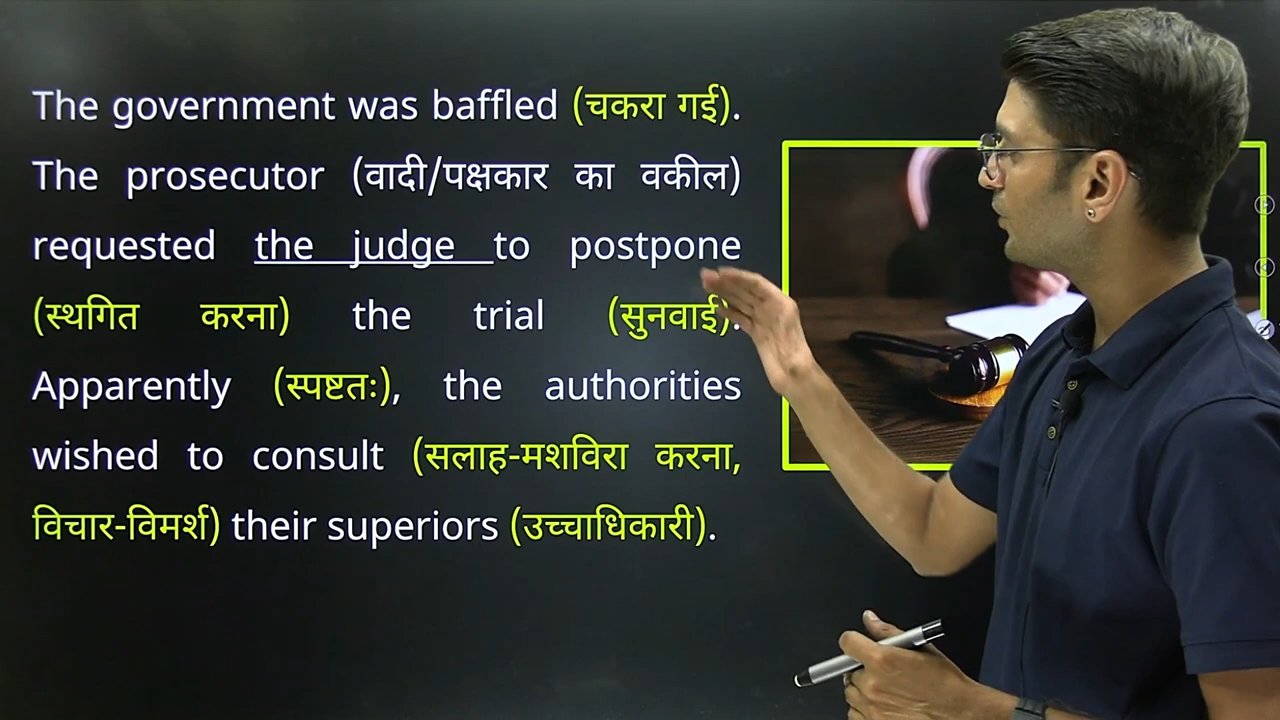 The government was baffled (चकरा गई).
The prosecutor (वादी/पक्षकार का वकील)
requested the judge to postpone
(स्थगित करना) the trial (सुनवाई).
Apparently (स्पष्टतः), the authorities
wished to consult (सलाह-मशविरा करना,
विचार-विमर्श) their superiors (उच्चाधिकारी).